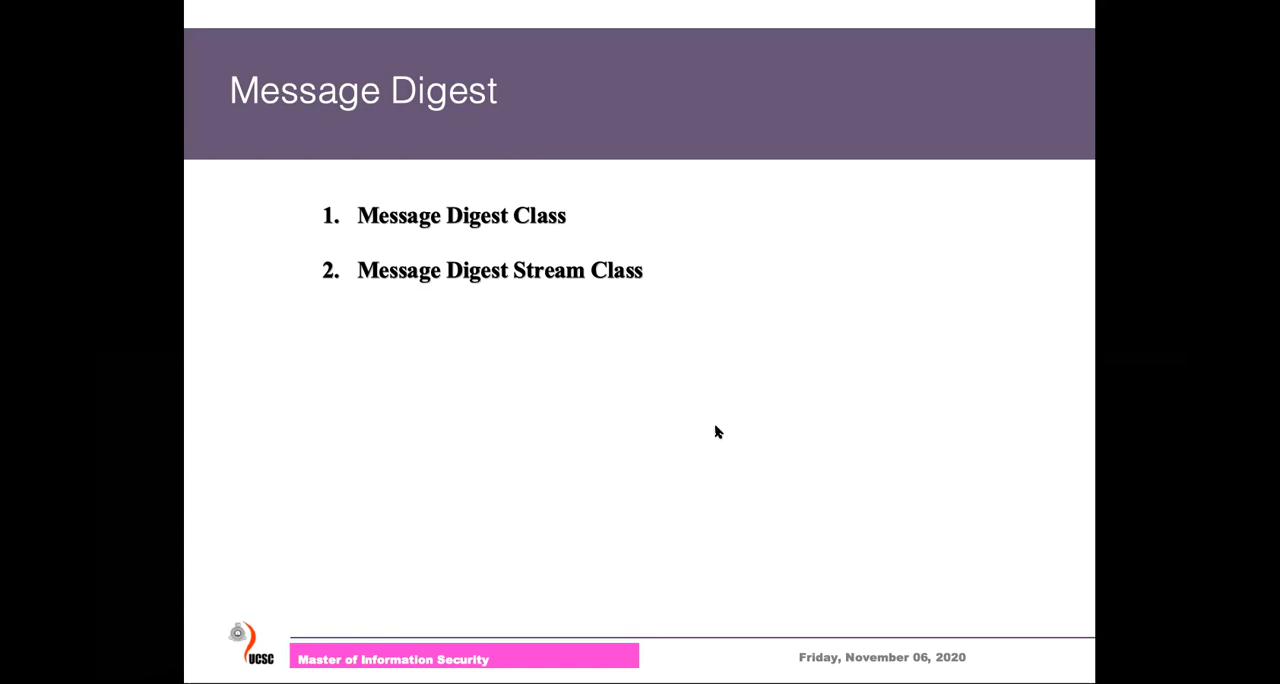 Message Digest
1. Message Digest Class
2. Message Digest Stream Class
UCSC
Master of Information Security
Friday, November 06, 2020